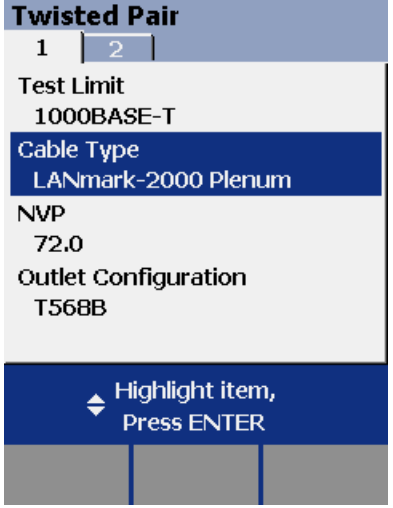 Twisted Pair
1 2
Test Limit
1000BASE-T
Cable Type
LANmark-2000 Plenum
NVP
72.0
Outlet Configuration
T568B
Highlight item,
Press ENTER